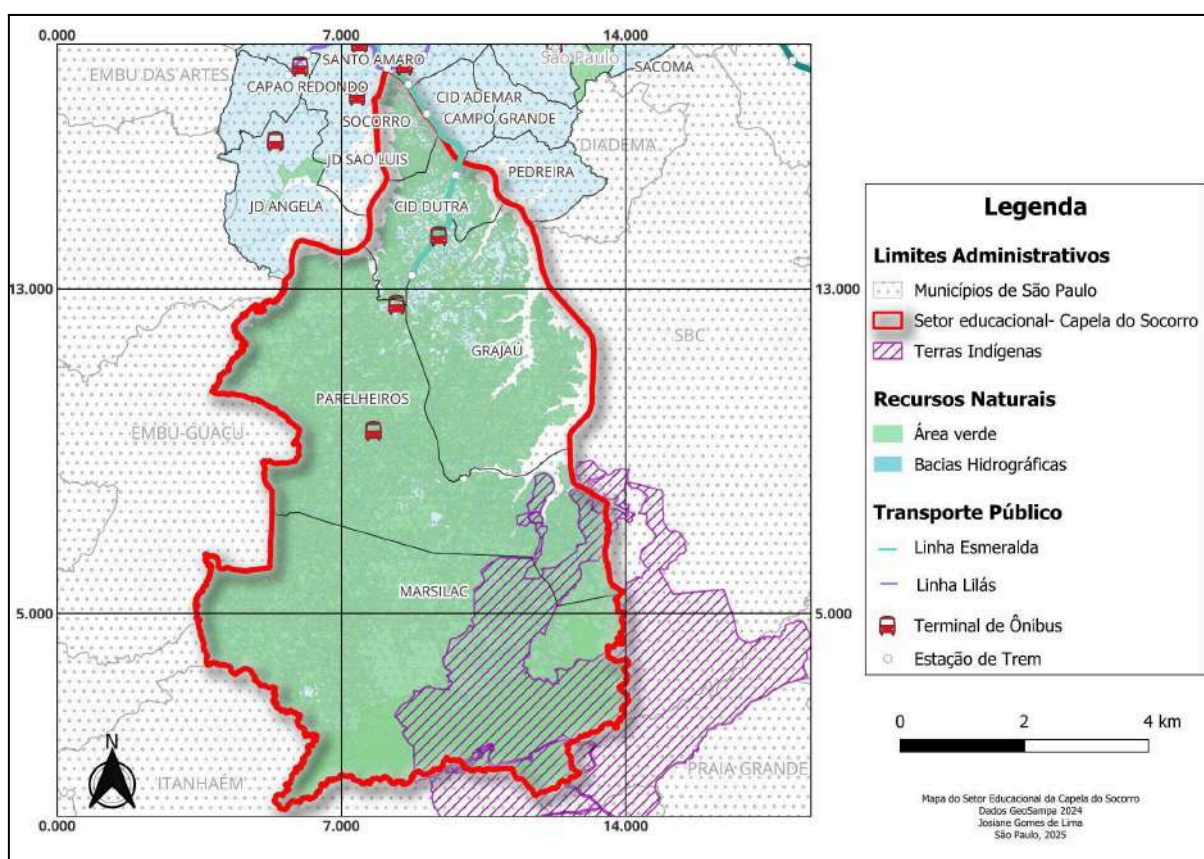 0.000
7.000
14.000
EMBU DAS ARTES
SANTO AMARO
São Paulo
SACOMA
CAPAO REDONDO
CID ADEMAR
SOCORRO
CAMPO GRANDE
DIADEMA
JD SAO LUIS
PEDREIRA
JD ANGELA
CID DUTRA
13.000
13.000
SBC
GRAJAÚ
PARELHEIROS
EMBU-GUAÇU
MARSILAC
5.000
5.000
N
ITANHAÉM
PRAIA GRANDE
0.000
7.000
14.000
Legenda
Limites Administrativos
Municípios de São Paulo
Setor educacional- Capela do Socorro
Terras Indígenas
Recursos Naturais
Área verde
Bacias Hidrográficas
Transporte Público
Linha Esmeralda
Linha Lilás
Terminal de Ônibus
Estação de Trem
0 2 4 km
Mapa do Setor Educacional da Capela do Socorro
Dados GeoSampa 2024
Josiane Gomes de Lima
São Paulo, 2025